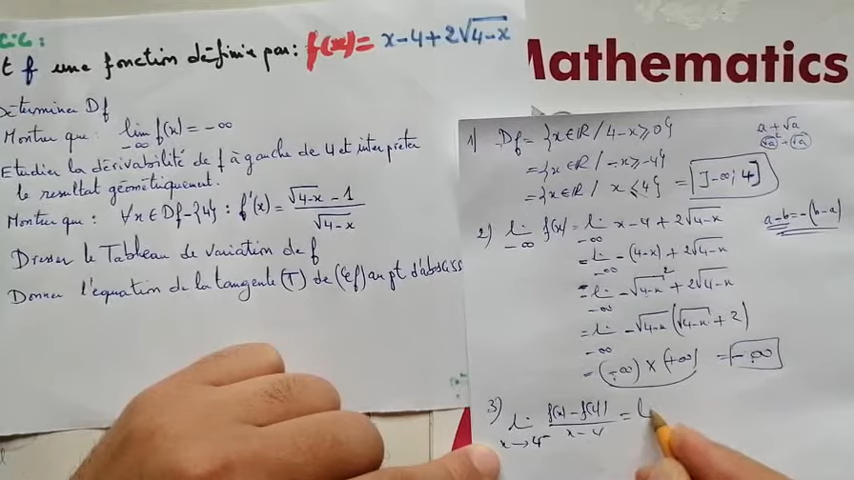 t f une fonction définie par: f(x)= x-4+2√4-x
Déterminer Df
Montrer que: lim f(x)= -∞
-∞
Etudier la dérivabilité de f à gauche de 4 et interpréter
le resultat géométriquement.
Montrer que: ∀x∈Df-{4}: f'(x)= √4-x -1 / √4-x
Dresser le Tableau de variation de f
Donner l'équation de la tangente (T) de (Cf) au pt d'absciss
Mathematics
1) Df = {x∈ℝ / 4-x⩾0}
= {x∈ℝ / -x⩾-4}
= {x∈ℝ / x⩽4} = ]-∞; 4]
a+√a
√a² + √a
2) lim f(x) = lim x-4+2√4-x
-∞ -∞
a-b=-(b-a)
= lim -(4-x)+2√4-x
-∞
= lim -√4-x² +2√4-x
-∞
= lim -√4-x (√4-x + 2)
-∞
= (-∞) × (+∞) = -∞
3) lim f(x)-f(4) / x-4 =
x→4⁻